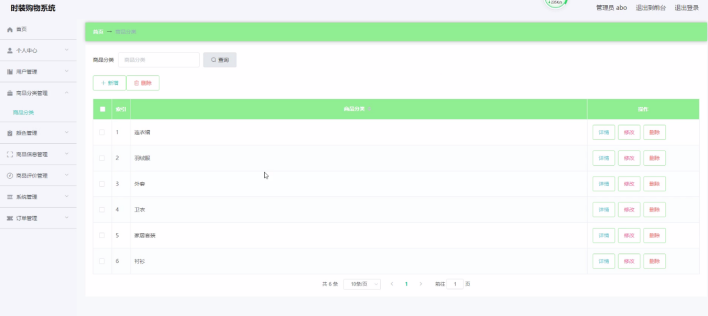 时装购物系统
管理员 abo 退出到前台 退出登录
首页
个人中心
用户管理
商品分类管理
商品分类
颜色管理
商品信息管理
商品评价管理
系统管理
订单管理
首页 商品分类
商品分类 商品分类 查询
+ 新增 删除
索引 商品分类 操作
1 连衣裙 详情 修改 删除
2 羽绒服 详情 修改 删除
3 外套 详情 修改 删除
4 卫衣 详情 修改 删除
5 家居套装 详情 修改 删除
6 衬衫 详情 修改 删除
共 6 条 10条/页 < 1 > 前往 1 页